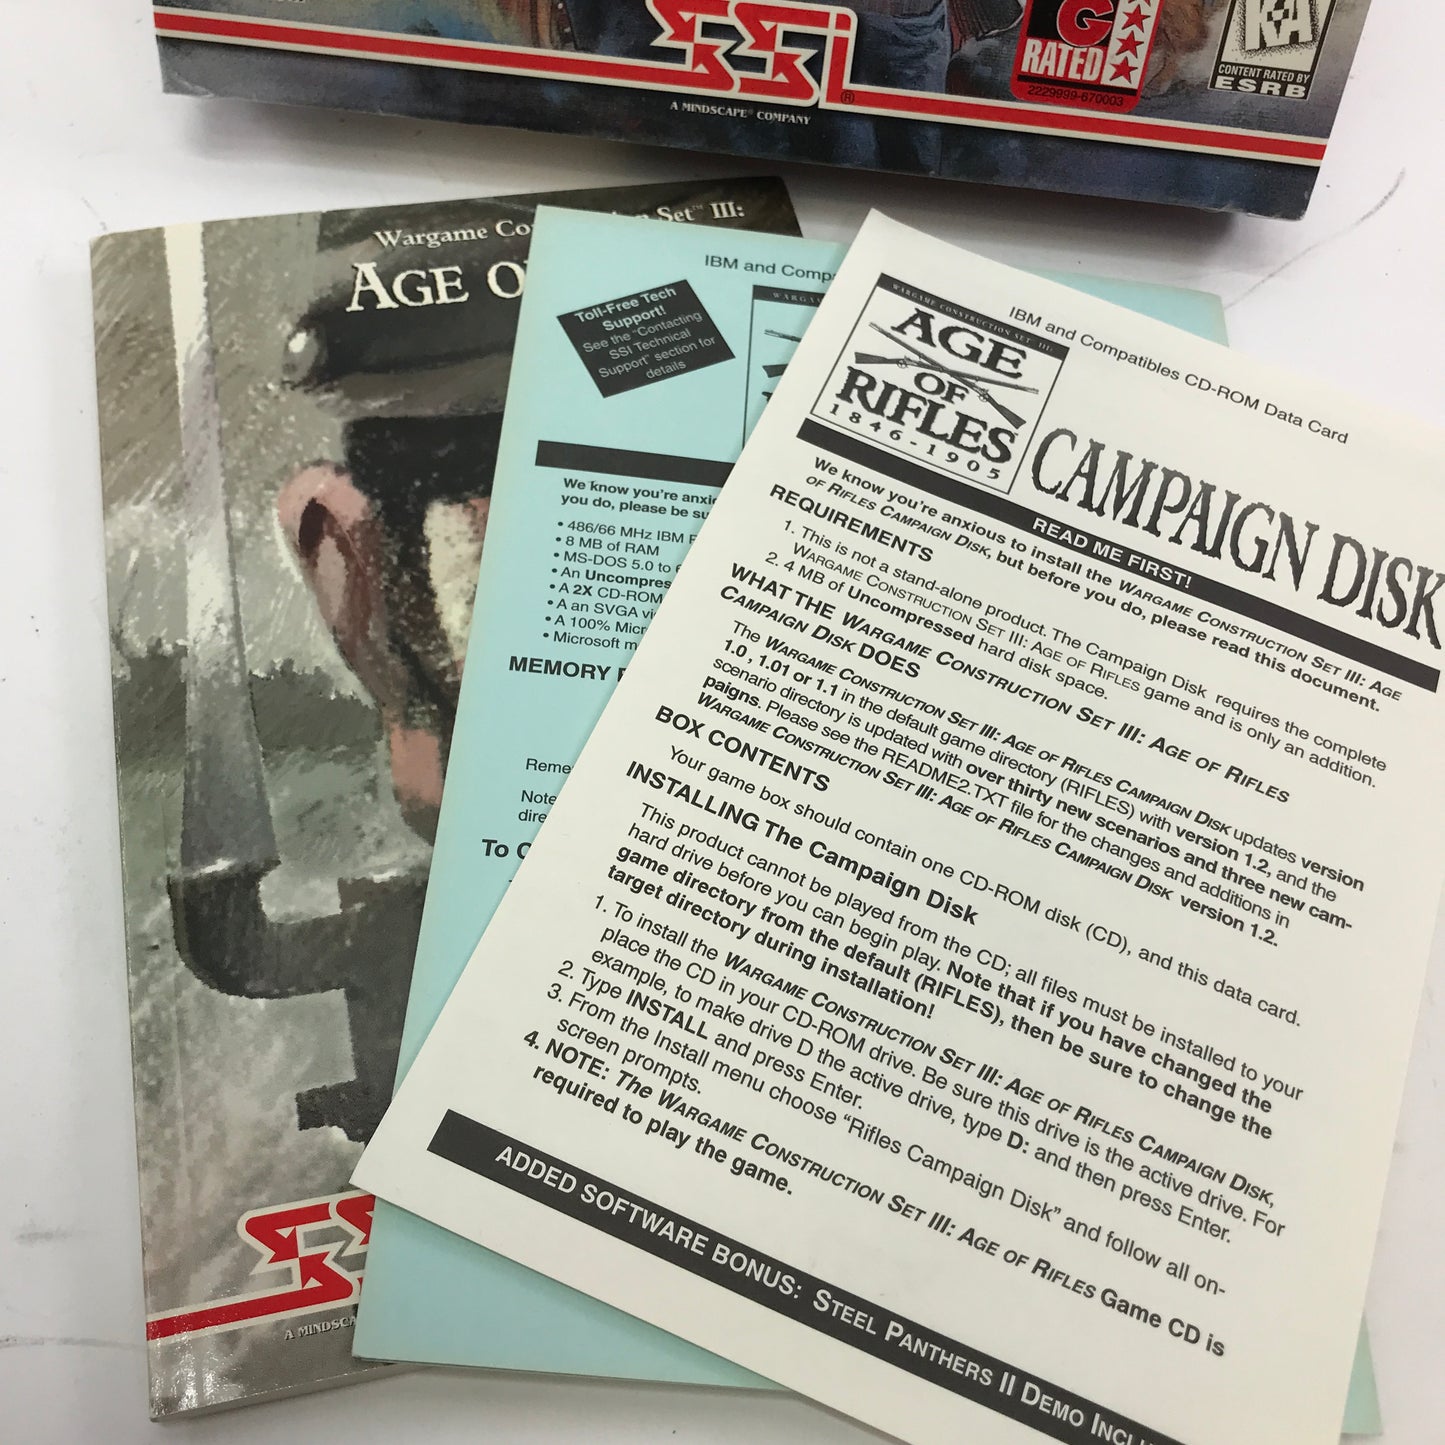 SSI
®
A MINDSCAPE® COMPANY
G
RATED
2229999-670003
KA
CONTENT RATED BY
ESRB
Wargame Set™ III:
AGE
SS
A
IBM and
Toll-Free Tech
Support!
See the "Contacting
SSI Technical
Support" section for
details
We know you're
you do, please be
• 486/66 MHz IBM
• 8 MB of RAM
• MS-DOS 5.0 to
• An
• A 2X CD-ROM
• A an SVGA
• A 100%
• Microsoft
MEMORY
To
IBM and Compatibles CD-ROM Data Card
WARGAME CONSTRUCTION SET III:
AGE
OF
RIFLES
1846-1905
CAMPAIGN DISK
READ ME FIRST!
We know you're anxious to install the WARGAME CONSTRUCTION SET III: AGE
OF RIFLES CAMPAIGN DISK, but before you do, please read this document.
REQUIREMENTS
1. This is not a stand-alone product. The Campaign Disk requires the complete
WARGAME CONSTRUCTION SET III: AGE OF RIFLES game and is only an addition.
2. 4 MB of Uncompressed hard disk space.
WHAT THE WARGAME CONSTRUCTION SET III: AGE OF RIFLES
CAMPAIGN DISK DOES
The WARGAME CONSTRUCTION SET III: AGE OF RIFLES CAMPAIGN DISK updates version
1.0 , 1.01 or 1.1 in the default game directory (RIFLES) with version 1.2, and the
scenario directory is updated with over thirty new scenarios and three new cam-
paigns. Please see the README2.TXT file for the changes and additions in
WARGAME CONSTRUCTION SET III: AGE OF RIFLES CAMPAIGN DISK version 1.2.
BOX CONTENTS
Your game box should contain one CD-ROM disk (CD), and this data card.
INSTALLING The Campaign Disk
This product cannot be played from the CD; all files must be installed to your
hard drive before you can begin play. Note that if you have changed the
game directory from the default (RIFLES), then be sure to change the
target directory during installation!
1. To install the WARGAME CONSTRUCTION SET III: AGE OF RIFLES CAMPAIGN DISK,
place the CD in your CD-ROM drive. Be sure this drive is the active drive. For
example, to make drive D the active drive, type D: and then press Enter.
2. Type INSTALL and press Enter.
3. From the Install menu choose "Rifles Campaign Disk" and follow all on-
screen prompts.
4. NOTE: The WARGAME CONSTRUCTION SET III: AGE OF RIFLES Game CD is
required to play the game.
ADDED SOFTWARE BONUS: STEEL PANTHERS II DEMO